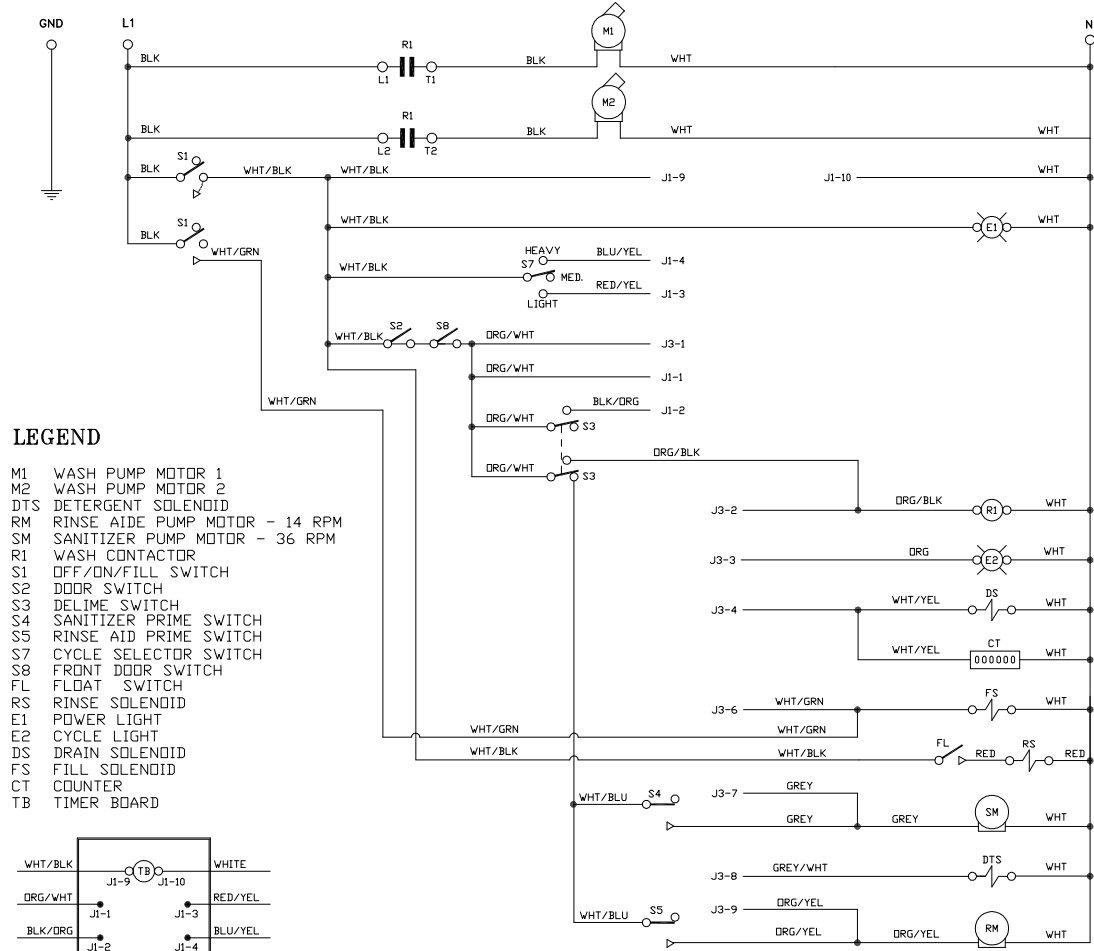 GND L1 N
R1 M1
BLK L1 T1 BLK WHT
R1 M2
BLK L2 T2 BLK WHT WHT
S1
BLK WHT/BLK WHT/BLK J1-9 J1-10 WHT
S1 WHT/BLK E1 WHT
BLK WHT/GRN
HEAVY BLU/YEL J1-4
WHT/BLK S7 MED.
LIGHT RED/YEL J1-3
WHT/BLK S2 S8 ORG/WHT J3-1
ORG/WHT J1-1
WHT/GRN BLK/ORG J1-2
ORG/WHT S3
ORG/BLK
ORG/WHT S3
J3-2 ORG/BLK R1 WHT
J3-3 ORG E2 WHT
J3-4 WHT/YEL DS WHT
WHT/YEL CT 000000 WHT
J3-6 WHT/GRN FS WHT
WHT/GRN WHT/GRN
WHT/BLK WHT/BLK FL RED RS RED
WHT/BLU S4 J3-7 GREY
GREY GREY SM WHT
J3-8 GREY/WHT DTS WHT
WHT/BLU S5 J3-9 ORG/YEL
ORG/YEL ORG/YEL RM WHT
LEGEND
M1 WASH PUMP MOTOR 1
M2 WASH PUMP MOTOR 2
DTS DETERGENT SOLENOID
RM RINSE AIDE PUMP MOTOR - 14 RPM
SM SANITIZER PUMP MOTOR - 36 RPM
R1 WASH CONTACTOR
S1 OFF/ON/FILL SWITCH
S2 DOOR SWITCH
S3 DELIME SWITCH
S4 SANITIZER PRIME SWITCH
S5 RINSE AID PRIME SWITCH
S7 CYCLE SELECTOR SWITCH
S8 FRONT DOOR SWITCH
FL FLOAT SWITCH
RS RINSE SOLENOID
E1 POWER LIGHT
E2 CYCLE LIGHT
DS DRAIN SOLENOID
FS FILL SOLENOID
CT COUNTER
TB TIMER BOARD
WHT/BLK TB WHITE
J1-9 J1-10
ORG/WHT RED/YEL
J1-1 J1-3
BLK/ORG BLU/YEL
J1-2 J1-4